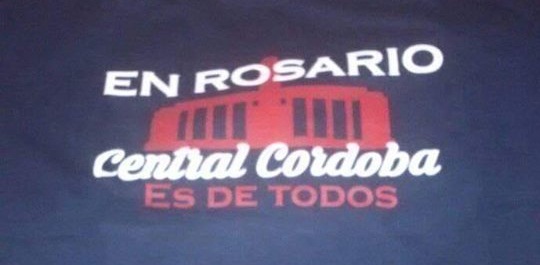 EN ROSARIO
Central Cordoba
ES DE TODOS